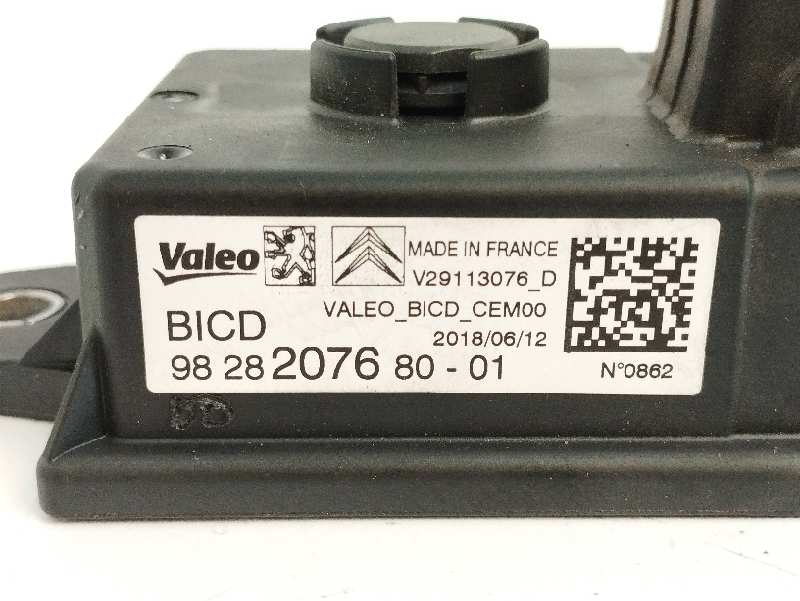 Valeo MADE IN FRANCE
V29113076_D
VALEO_BICD_CEM00
BICD 2018/06/12
98 28 2076 80 - 01 N°0862